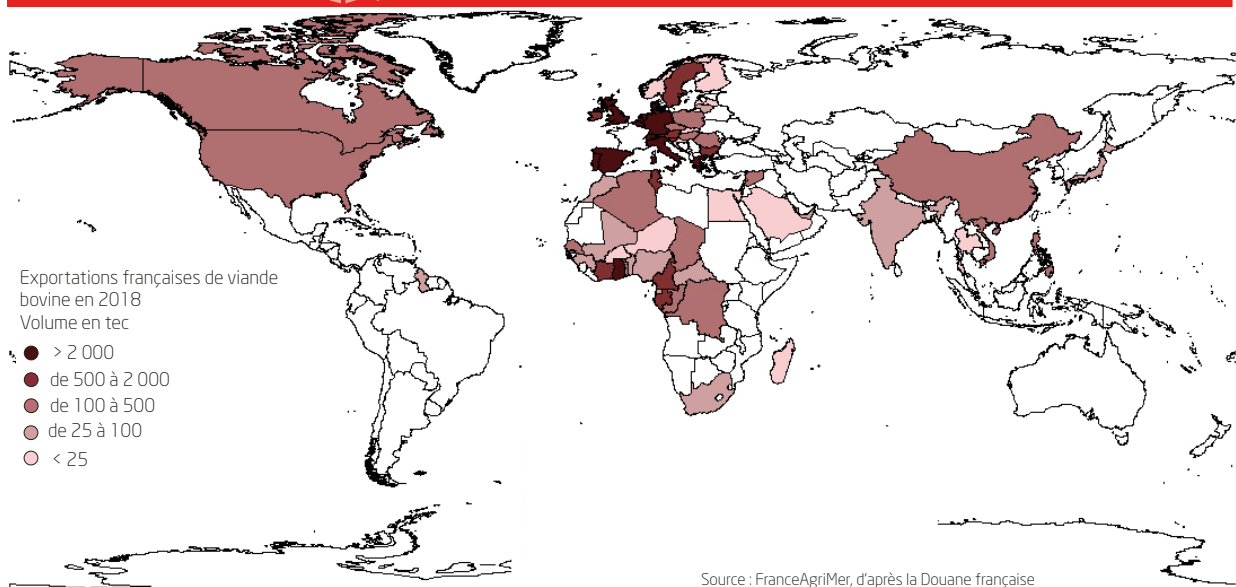 Exportations françaises de viande
bovine en 2018
Volume en tec
> 2 000
de 500 à 2 000
de 100 à 500
de 25 à 100
< 25
Source : FranceAgriMer, d'après la Douane française